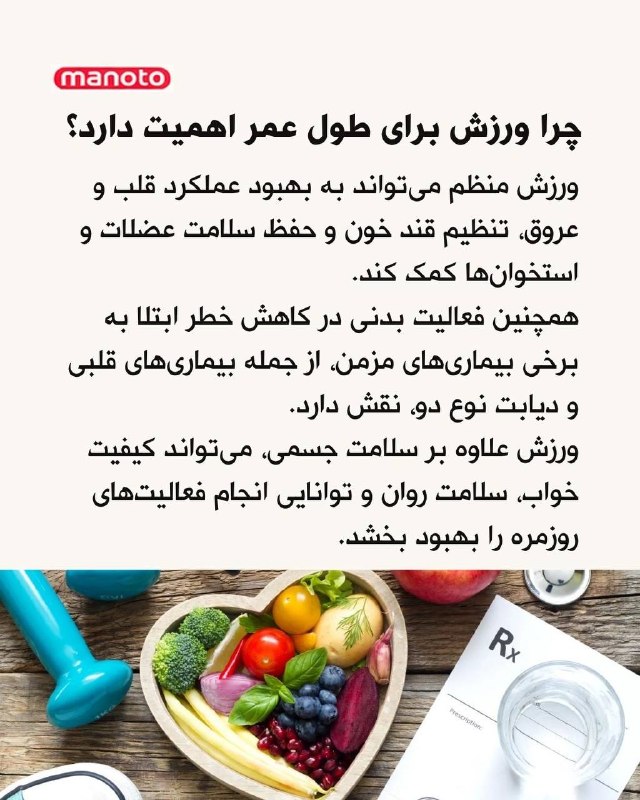 manoto
چرا ورزش برای طول عمر اهمیت دارد؟
ورزش منظم می‌تواند به بهبود عملکرد قلب و
عروق، تنظیم قند خون و حفظ سلامت عضلات و
استخوان‌ها کمک کند.
همچنین فعالیت بدنی در کاهش خطر ابتلا به
برخی بیماری‌های مزمن، از جمله بیماری‌های قلبی
و دیابت نوع دو، نقش دارد.
ورزش علاوه بر سلامت جسمی، می‌تواند کیفیت
خواب، سلامت روان و توانایی انجام فعالیت‌های
روزمره را بهبود بخشد.
Rx
Prescription: